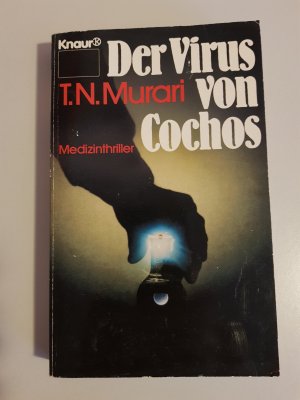 Knaur®
Der Virus
von
Cochos
T.N. Murari
Medizinthriller